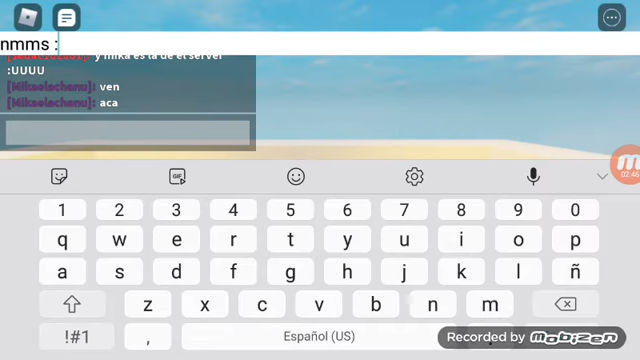 nmms :
y mika es la de el server
:UUUU
[Mikaelachanu]: ven
[Mikaelachanu]: aca
02:46
GIF
1 2 3 4 5 6 7 8 9 0
q w e r t y u i o p
a s d f g h j k l ñ
z x c v b n m
!#1 , Español (US)
Recorded by mobizen